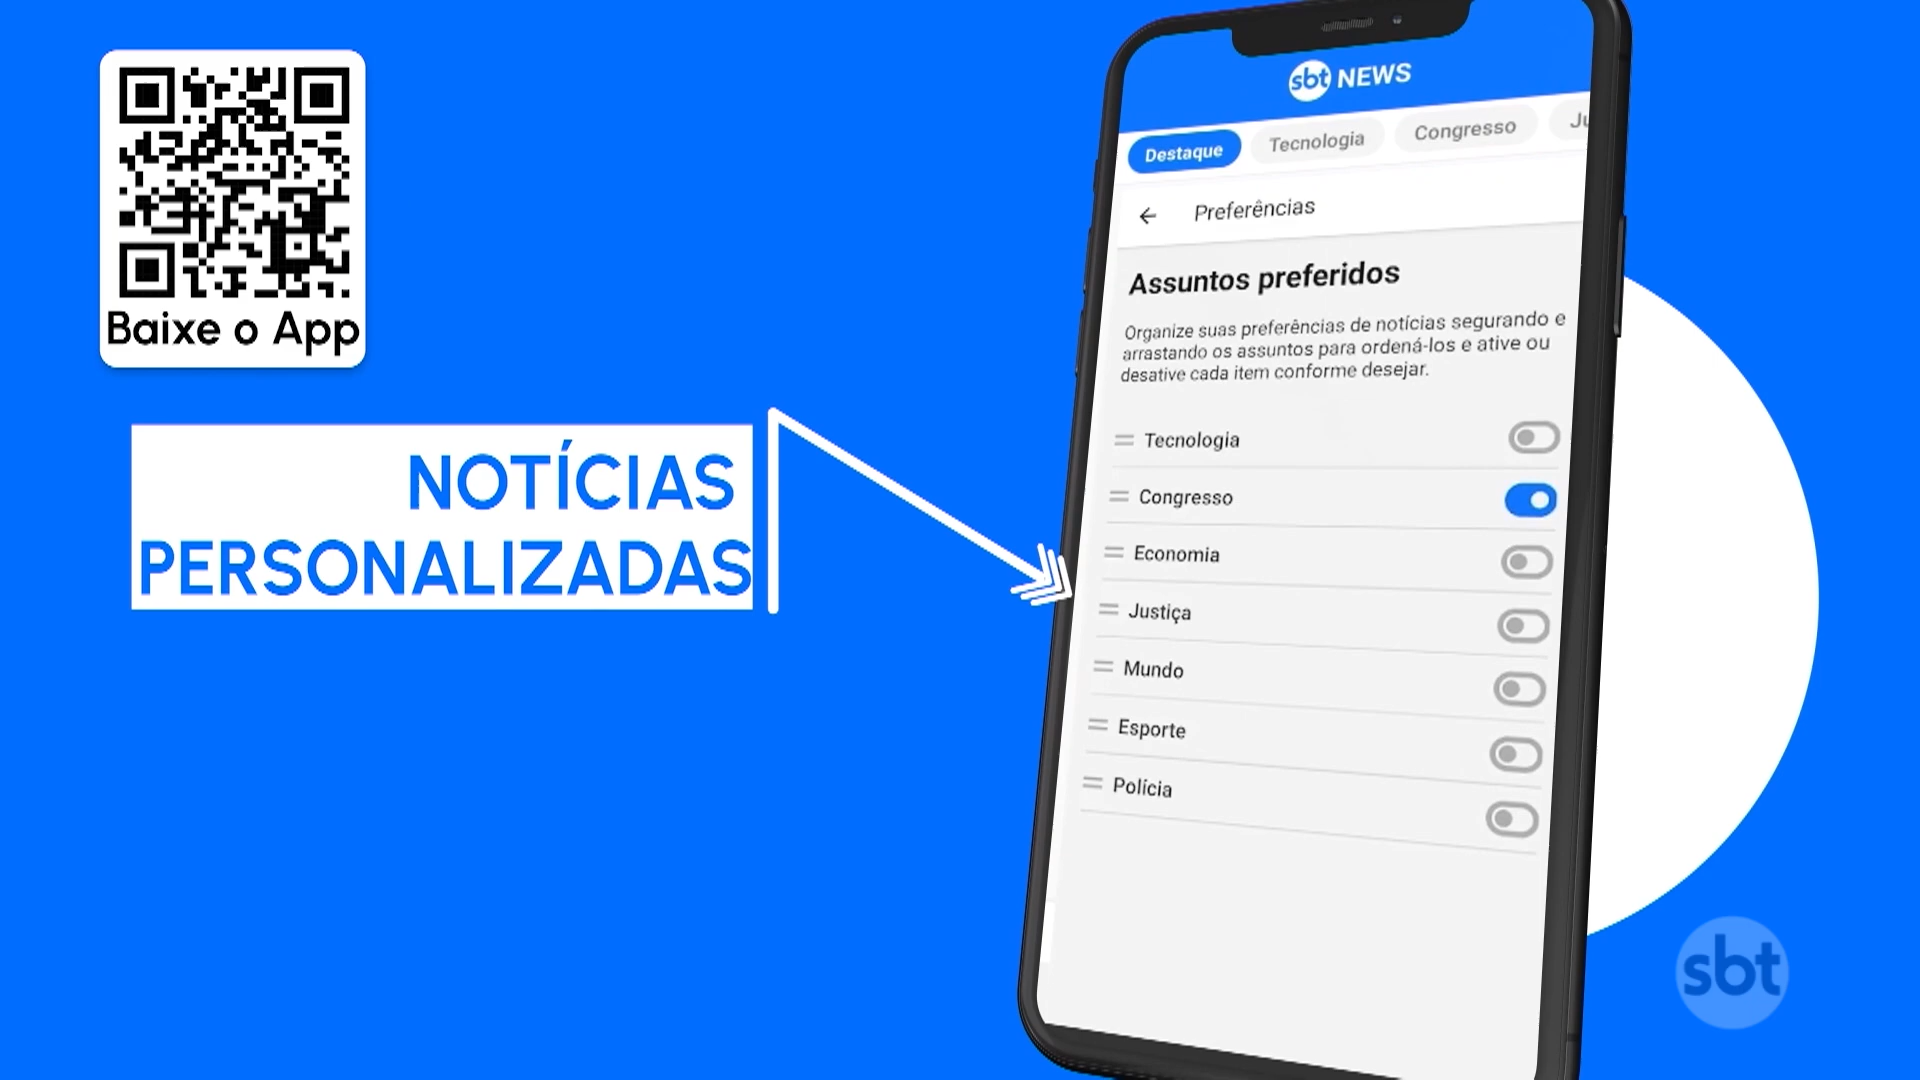 Baixe o App
NOTÍCIAS
PERSONALIZADAS
sbt NEWS
Destaque Tecnologia Congresso Ju
Preferências
Assuntos preferidos
Organize suas preferências de notícias segurando e
arrastando os assuntos para ordená-los e ative ou
desative cada item conforme desejar.
Tecnologia
Congresso
Economia
Justiça
Mundo
Esporte
Polícia
sbt